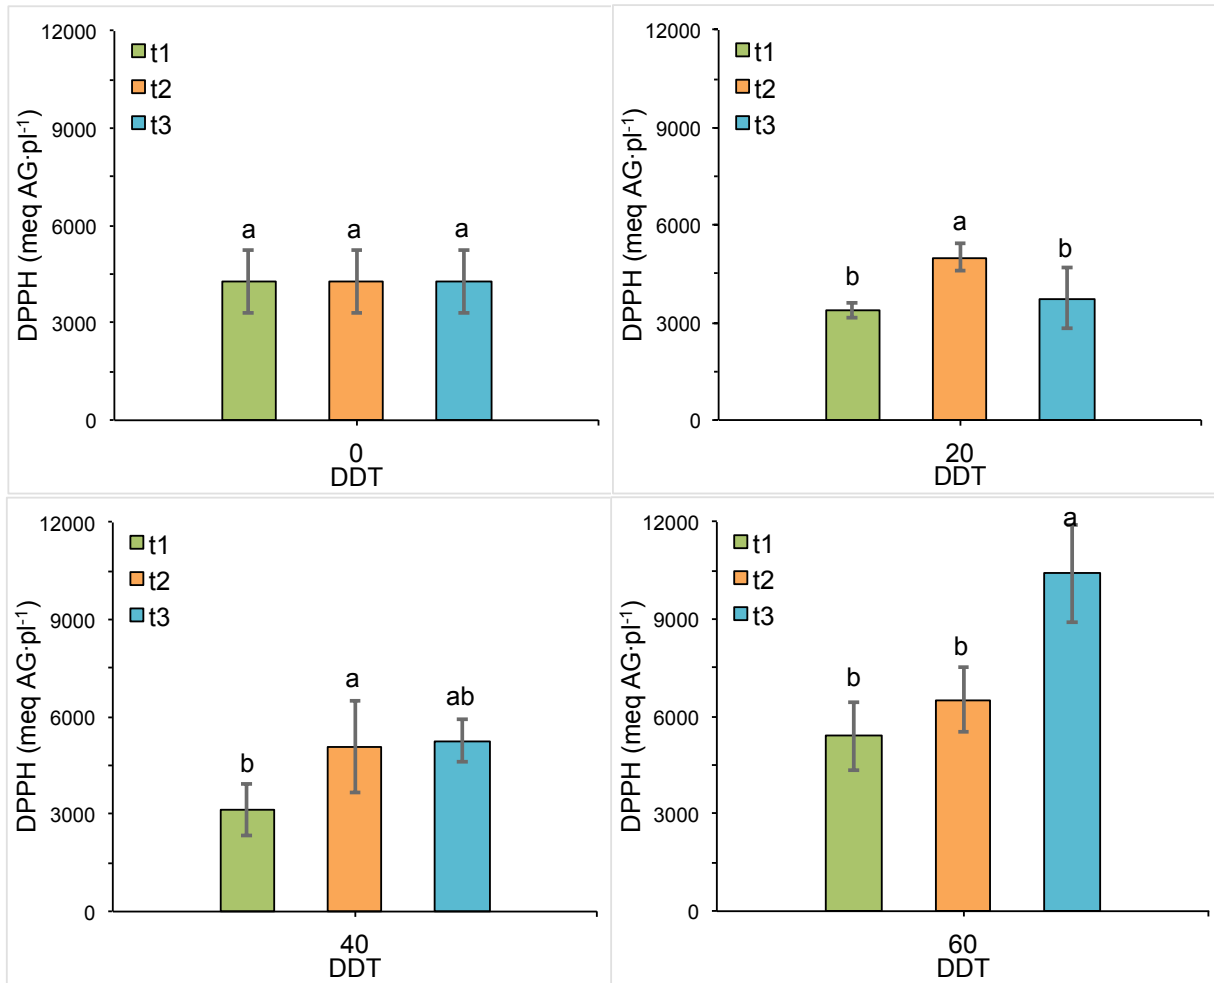 12000
9000
6000
3000
0
DPPH (meq AG·pl⁻¹)
t1
t2
t3
a
a
a
0
DDT
12000
9000
6000
3000
0
DPPH (meq AG·pl⁻¹)
t1
t2
t3
b
a
b
20
DDT
12000
9000
6000
3000
0
DPPH (meq AG·pl⁻¹)
t1
t2
t3
b
a
ab
40
DDT
12000
9000
6000
3000
0
DPPH (meq AG·pl⁻¹)
t1
t2
t3
b
b
a
60
DDT